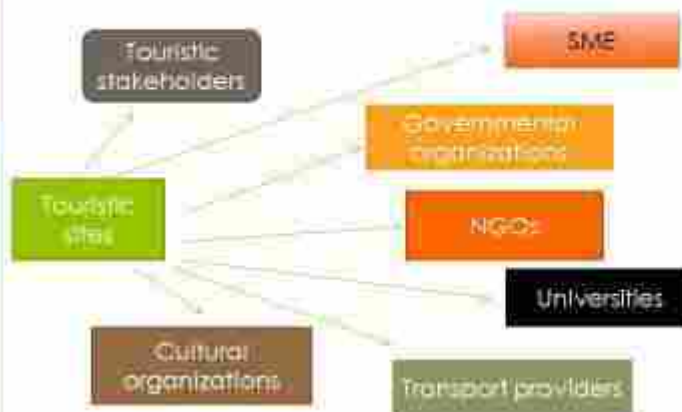 Touristic
stakeholders
SME
Governmental
organizations
Touristic
sites
NGOs
Universities
Cultural
organizations
Transport providers